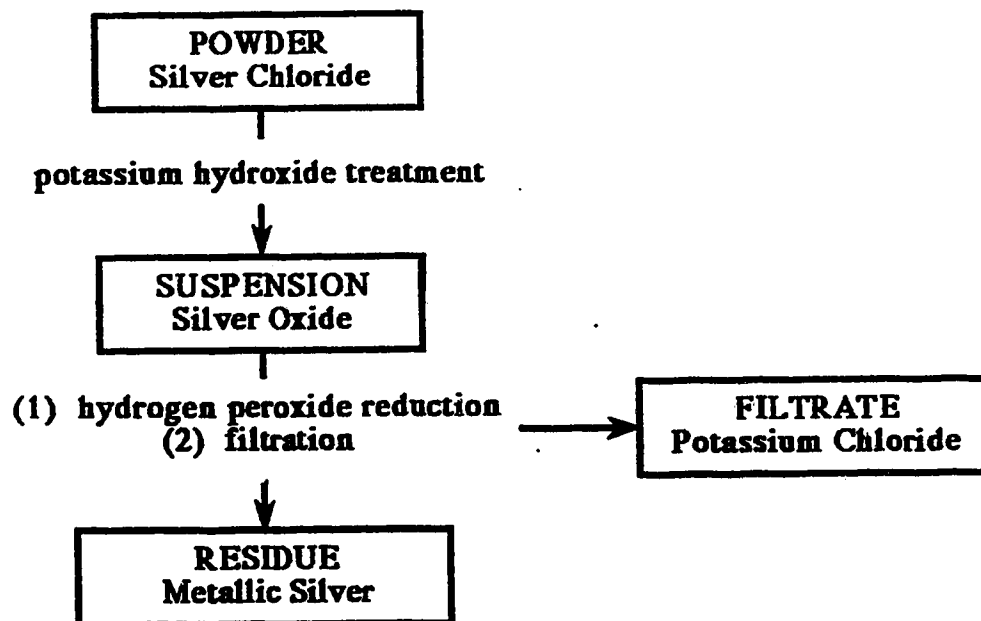 POWDER
Silver Chloride
potassium hydroxide treatment
SUSPENSION
Silver Oxide
(1) hydrogen peroxide reduction
(2) filtration
FILTRATE
Potassium Chloride
RESIDUE
Metallic Silver